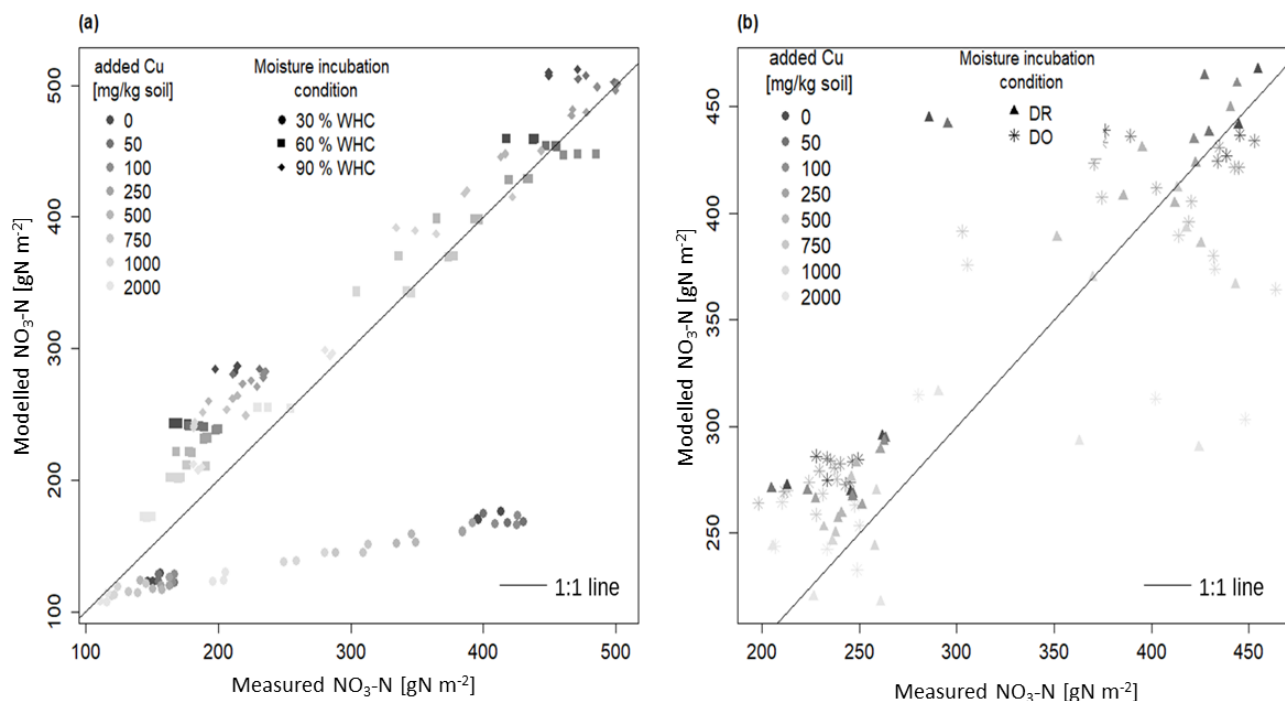 (a)
added Cu
[mg/kg soil]
0
50
100
250
500
750
1000
2000
Moisture incubation
condition
30 % WHC
60 % WHC
90 % WHC
1:1 line
500
400
300
200
100
100
200
300
400
500
Modelled NO₃-N [gN m⁻²]
Measured NO₃-N [gN m⁻²]
(b)
added Cu
[mg/kg soil]
0
50
100
250
500
750
1000
2000
Moisture incubation
condition
DR
DO
1:1 line
450
400
350
300
250
200
250
300
350
400
450
Modelled NO₃-N [gN m⁻²]
Measured NO₃-N [gN m⁻²]